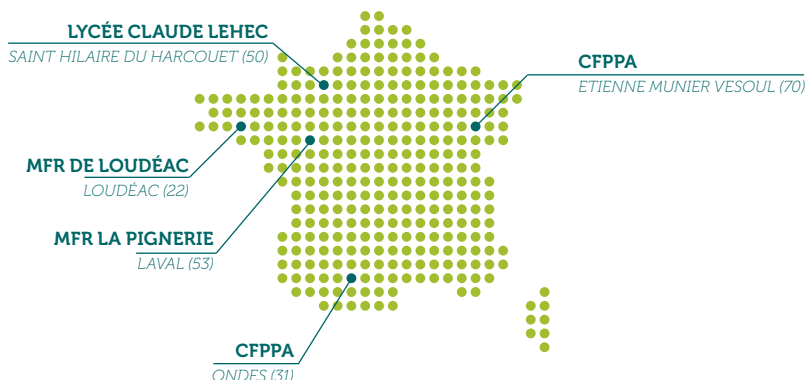 LYCÉE CLAUDE LEHEC
SAINT HILAIRE DU HARCOUET (50)
CFPPA
ETIENNE MUNIER VESOUL (70)
MFR DE LOUDÉAC
LOUDÉAC (22)
MFR LA PIGNERIE
LAVAL (53)
CFPPA
ONDES (31)